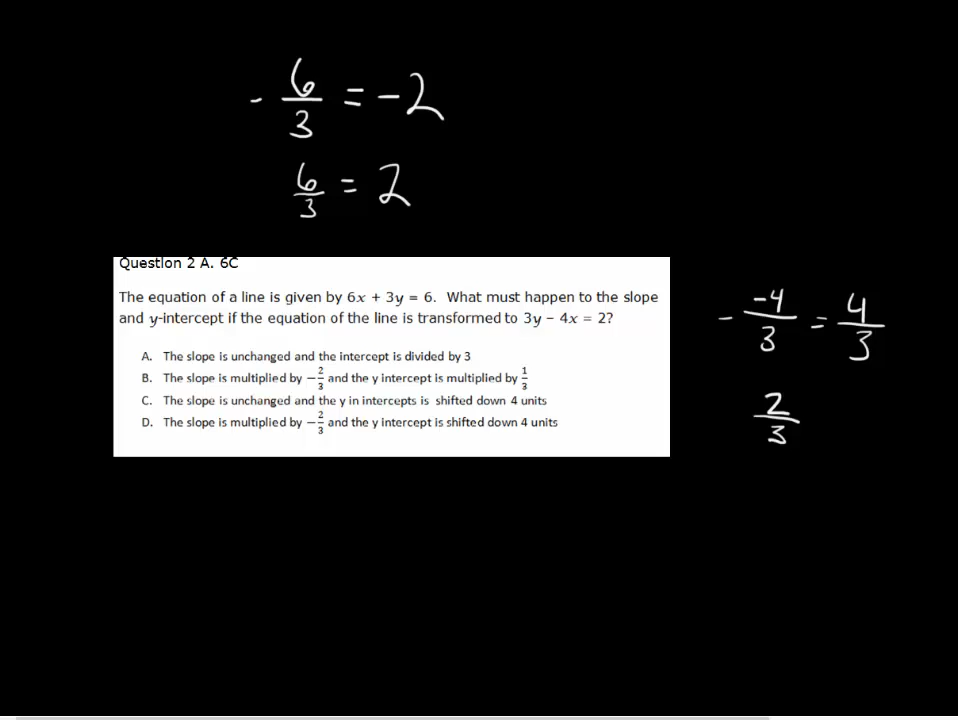 - 6/3 = -2
6/3 = 2
Question 2 A. 6C
The equation of a line is given by 6x + 3y = 6. What must happen to the slope
and y-intercept if the equation of the line is transformed to 3y − 4x = 2?
A. The slope is unchanged and the intercept is divided by 3
B. The slope is multiplied by −2/3 and the y intercept is multiplied by 1/3
C. The slope is unchanged and the y in intercepts is shifted down 4 units
D. The slope is multiplied by −2/3 and the y intercept is shifted down 4 units
- -4/3 = 4/3
2/3